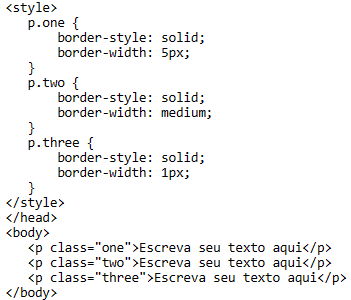 <style>
p.one {
border-style: solid;
border-width: 5px;
}
p.two {
border-style: solid;
border-width: medium;
}
p.three {
border-style: solid;
border-width: 1px;
}
</style>
</head>
<body>
<p class="one">Escreva seu texto aqui</p>
<p class="two">Escreva seu texto aqui</p>
<p class="three">Escreva seu texto aqui</p>
</body>